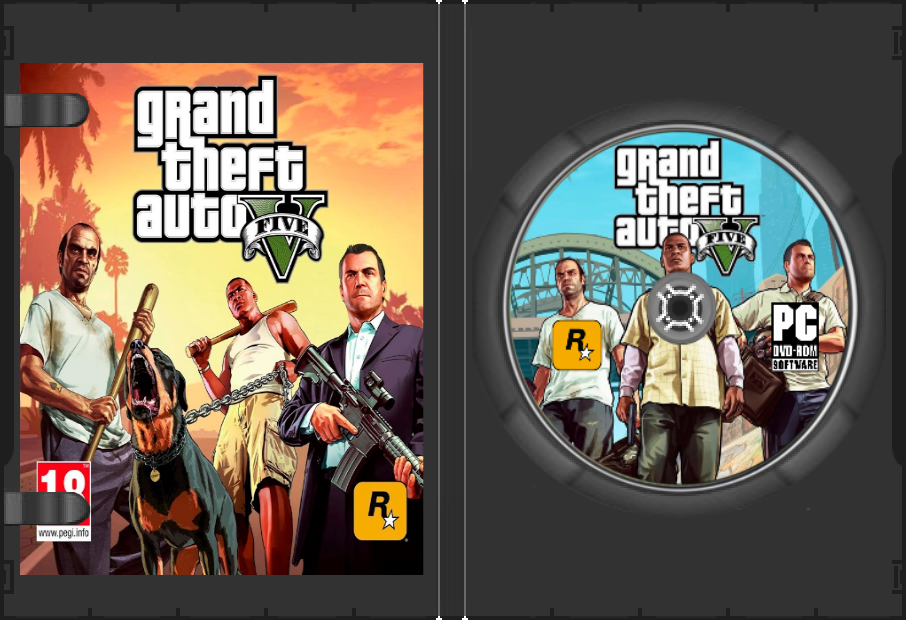 grand
theft
auto V
FIVE
18
www.pegi.info
R
grand
theft
auto V
FIVE
R
PC
DVD-ROM
SOFTWARE